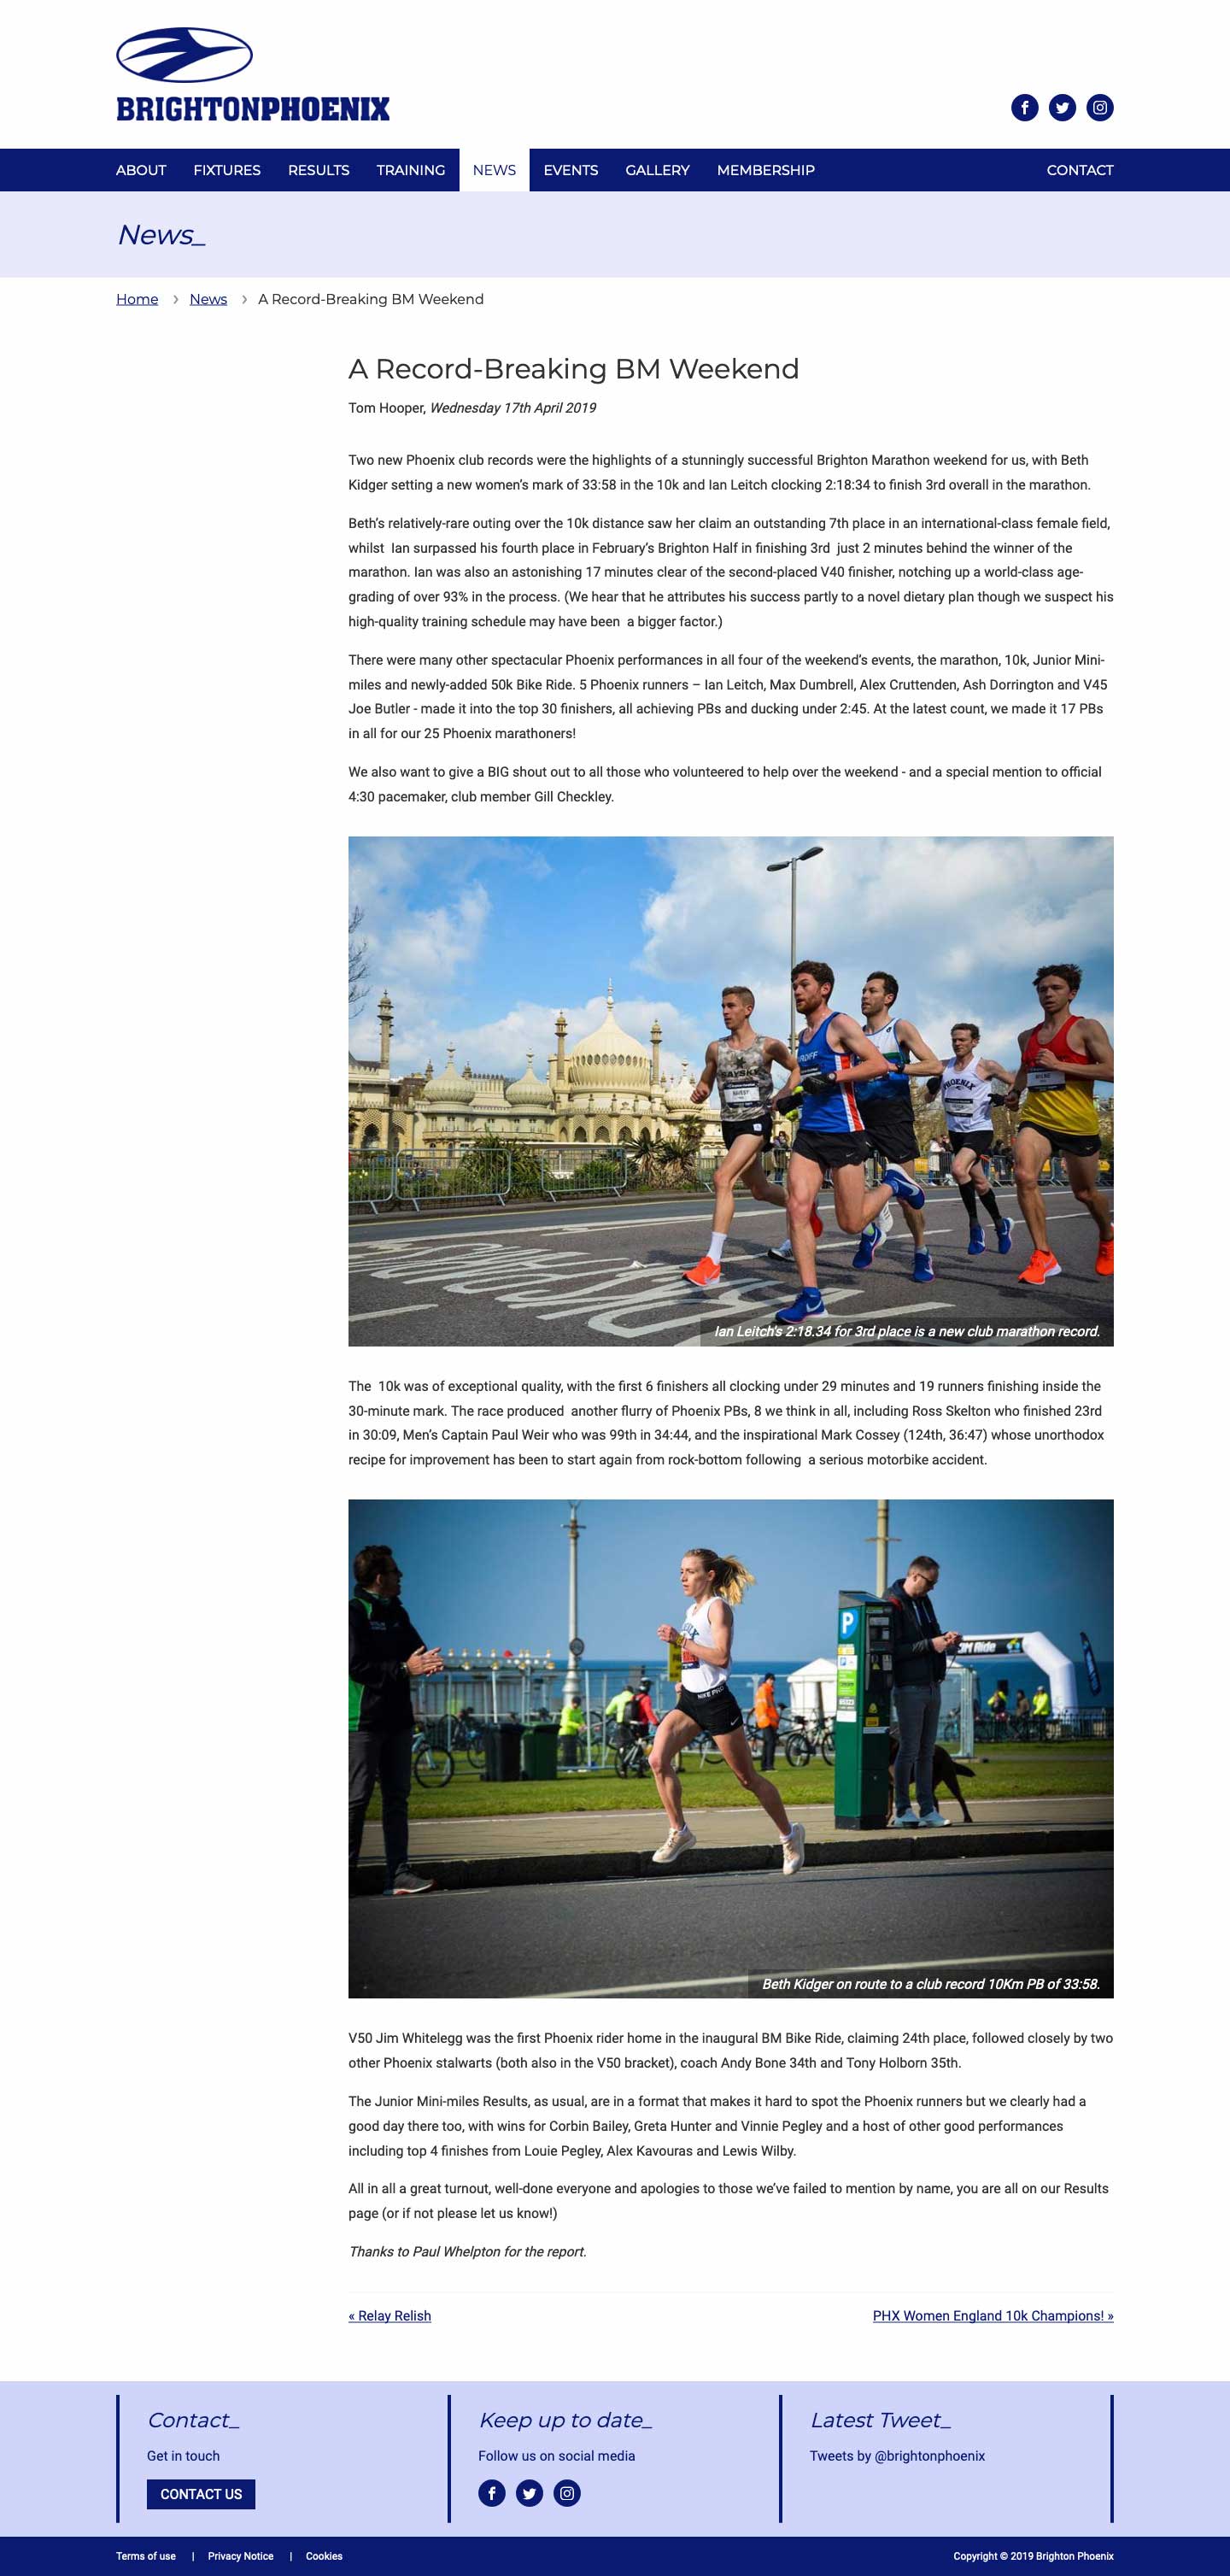 BRIGHTONPHOENIX
ABOUT FIXTURES RESULTS TRAINING NEWS EVENTS GALLERY MEMBERSHIP CONTACT
News_
Home › News › A Record-Breaking BM Weekend
A Record-Breaking BM Weekend
Tom Hooper, Wednesday 17th April 2019
Two new Phoenix club records were the highlights of a stunningly successful Brighton Marathon weekend for us, with Beth
Kidger setting a new women’s mark of 33:58 in the 10k and Ian Leitch clocking 2:18:34 to finish 3rd overall in the marathon.
Beth’s relatively-rare outing over the 10k distance saw her claim an outstanding 7th place in an international-class female field,
whilst  Ian surpassed his fourth place in February’s Brighton Half in finishing 3rd  just 2 minutes behind the winner of the
marathon. Ian was also an astonishing 17 minutes clear of the second-placed V40 finisher, notching up a world-class age-
grading of over 93% in the process. (We hear that he attributes his success partly to a novel dietary plan though we suspect his
high-quality training schedule may have been  a bigger factor.)
There were many other spectacular Phoenix performances in all four of the weekend’s events, the marathon, 10k, Junior Mini-
miles and newly-added 50k Bike Ride. 5 Phoenix runners – Ian Leitch, Max Dumbrell, Alex Cruttenden, Ash Dorrington and V45
Joe Butler - made it into the top 30 finishers, all achieving PBs and ducking under 2:45. At the latest count, we made it 17 PBs
in all for our 25 Phoenix marathoners!
We also want to give a BIG shout out to all those who volunteered to help over the weekend - and a special mention to official
4:30 pacemaker, club member Gill Checkley.
SAYSKY
PHOENIX
Ian Leitch's 2:18.34 for 3rd place is a new club marathon record.
The  10k was of exceptional quality, with the first 6 finishers all clocking under 29 minutes and 19 runners finishing inside the
30-minute mark. The race produced  another flurry of Phoenix PBs, 8 we think in all, including Ross Skelton who finished 23rd
in 30:09, Men’s Captain Paul Weir who was 99th in 34:44, and the inspirational Mark Cossey (124th, 36:47) whose unorthodox
recipe for improvement has been to start again from rock-bottom following  a serious motorbike accident.
P
BM Ride
NIKE PRO
Beth Kidger on route to a club record 10Km PB of 33:58.
V50 Jim Whitelegg was the first Phoenix rider home in the inaugural BM Bike Ride, claiming 24th place, followed closely by two
other Phoenix stalwarts (both also in the V50 bracket), coach Andy Bone 34th and Tony Holborn 35th.
The Junior Mini-miles Results, as usual, are in a format that makes it hard to spot the Phoenix runners but we clearly had a
good day there too, with wins for Corbin Bailey, Greta Hunter and Vinnie Pegley and a host of other good performances
including top 4 finishes from Louie Pegley, Alex Kavouras and Lewis Wilby.
All in all a great turnout, well-done everyone and apologies to those we’ve failed to mention by name, you are all on our Results
page (or if not please let us know!)
Thanks to Paul Whelpton for the report.
« Relay Relish PHX Women England 10k Champions! »
Contact_
Get in touch
CONTACT US
Keep up to date_
Follow us on social media
Latest Tweet_
Tweets by @brightonphoenix
Terms of use | Privacy Notice | Cookies
Copyright © 2019 Brighton Phoenix